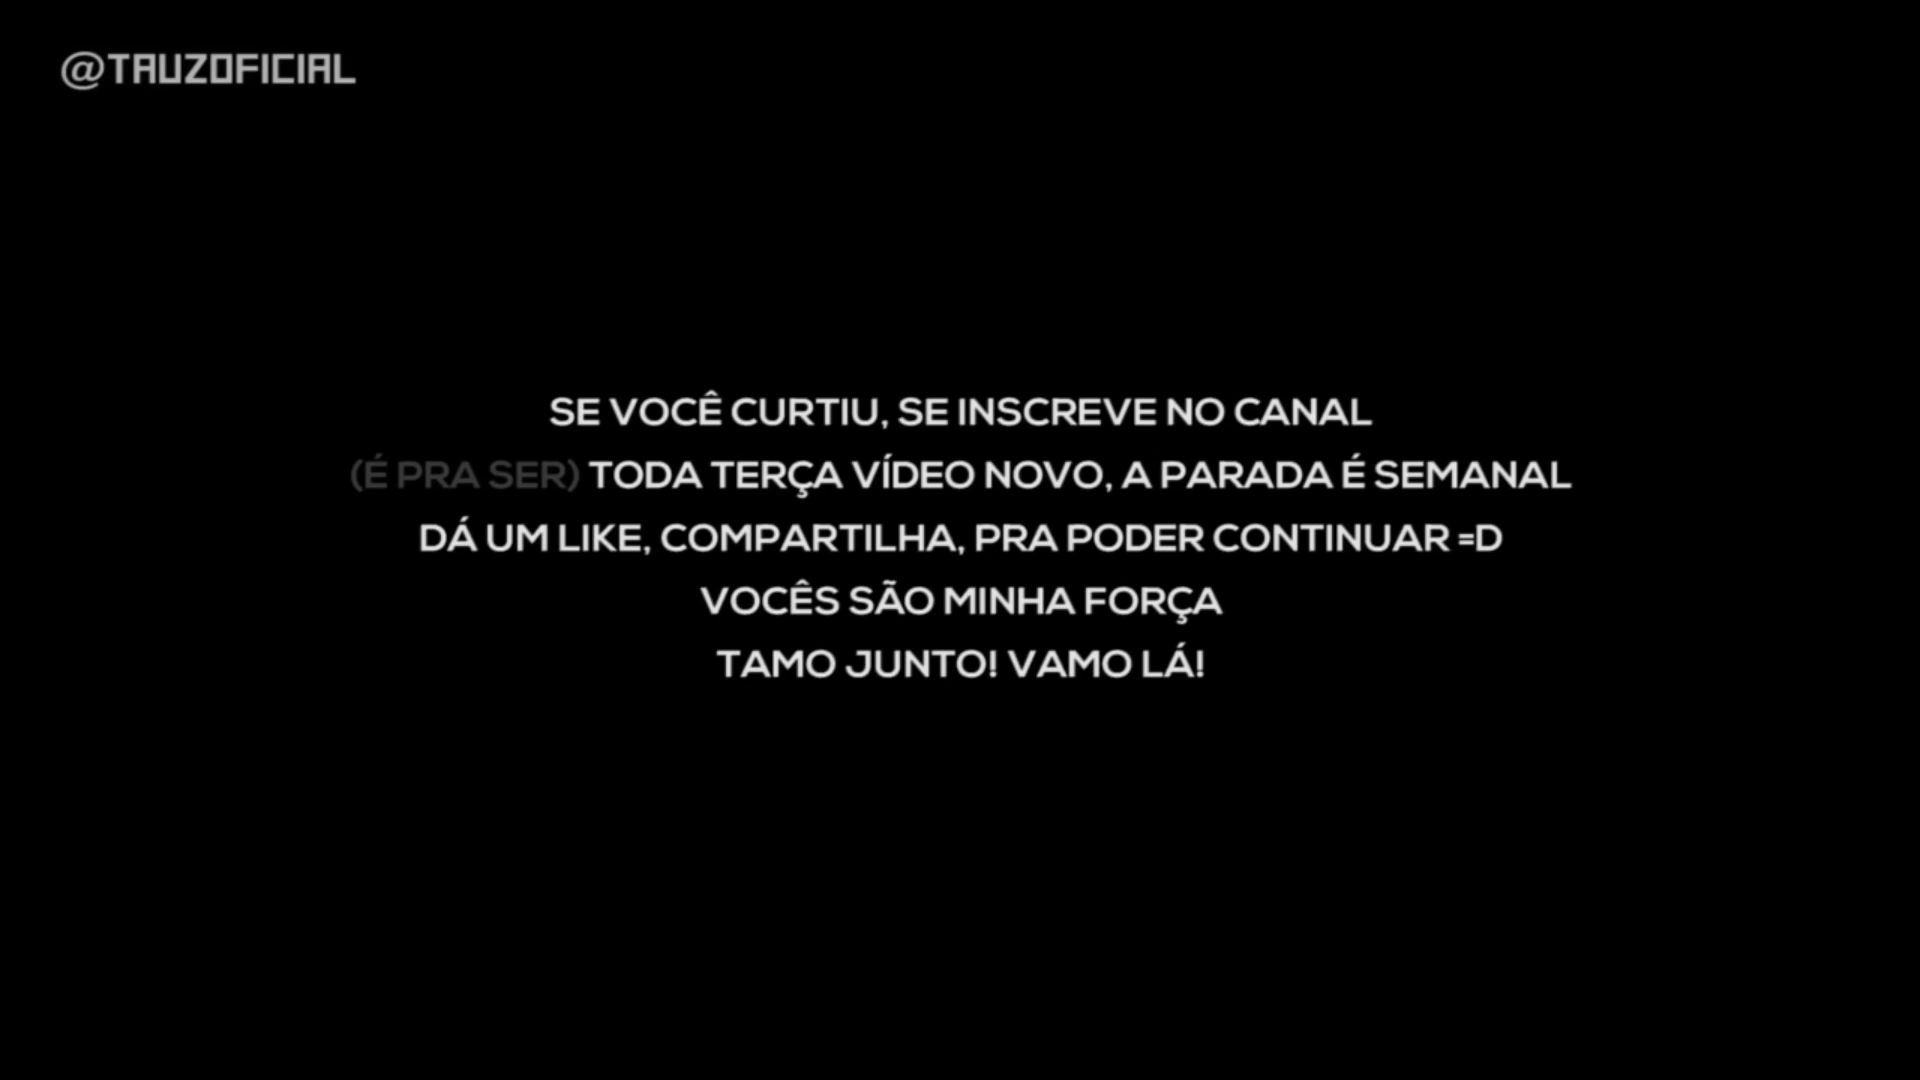 @TAUZOFICIAL
SE VOCÊ CURTIU, SE INSCREVE NO CANAL
(É PRA SER) TODA TERÇA VÍDEO NOVO, A PARADA É SEMANAL
DÁ UM LIKE, COMPARTILHA, PRA PODER CONTINUAR =D
VOCÊS SÃO MINHA FORÇA
TAMO JUNTO! VAMO LÁ!